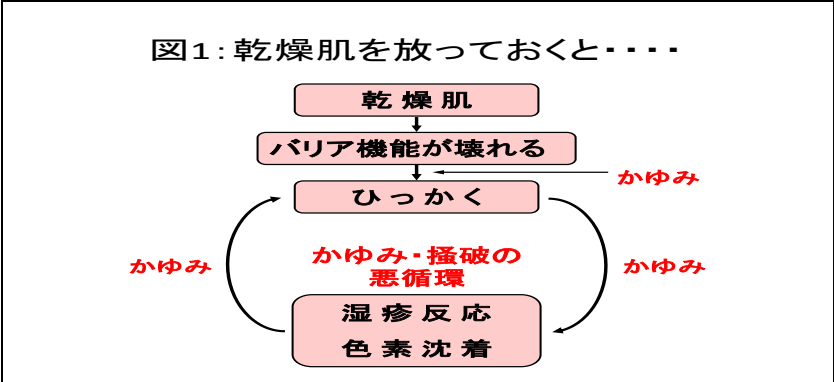 図1:乾燥肌を放っておくと・・・・
乾燥肌
バリア機能が壊れる
かゆみ
ひっかく
かゆみ・掻破の
悪循環
かゆみ
かゆみ
湿疹反応
色素沈着